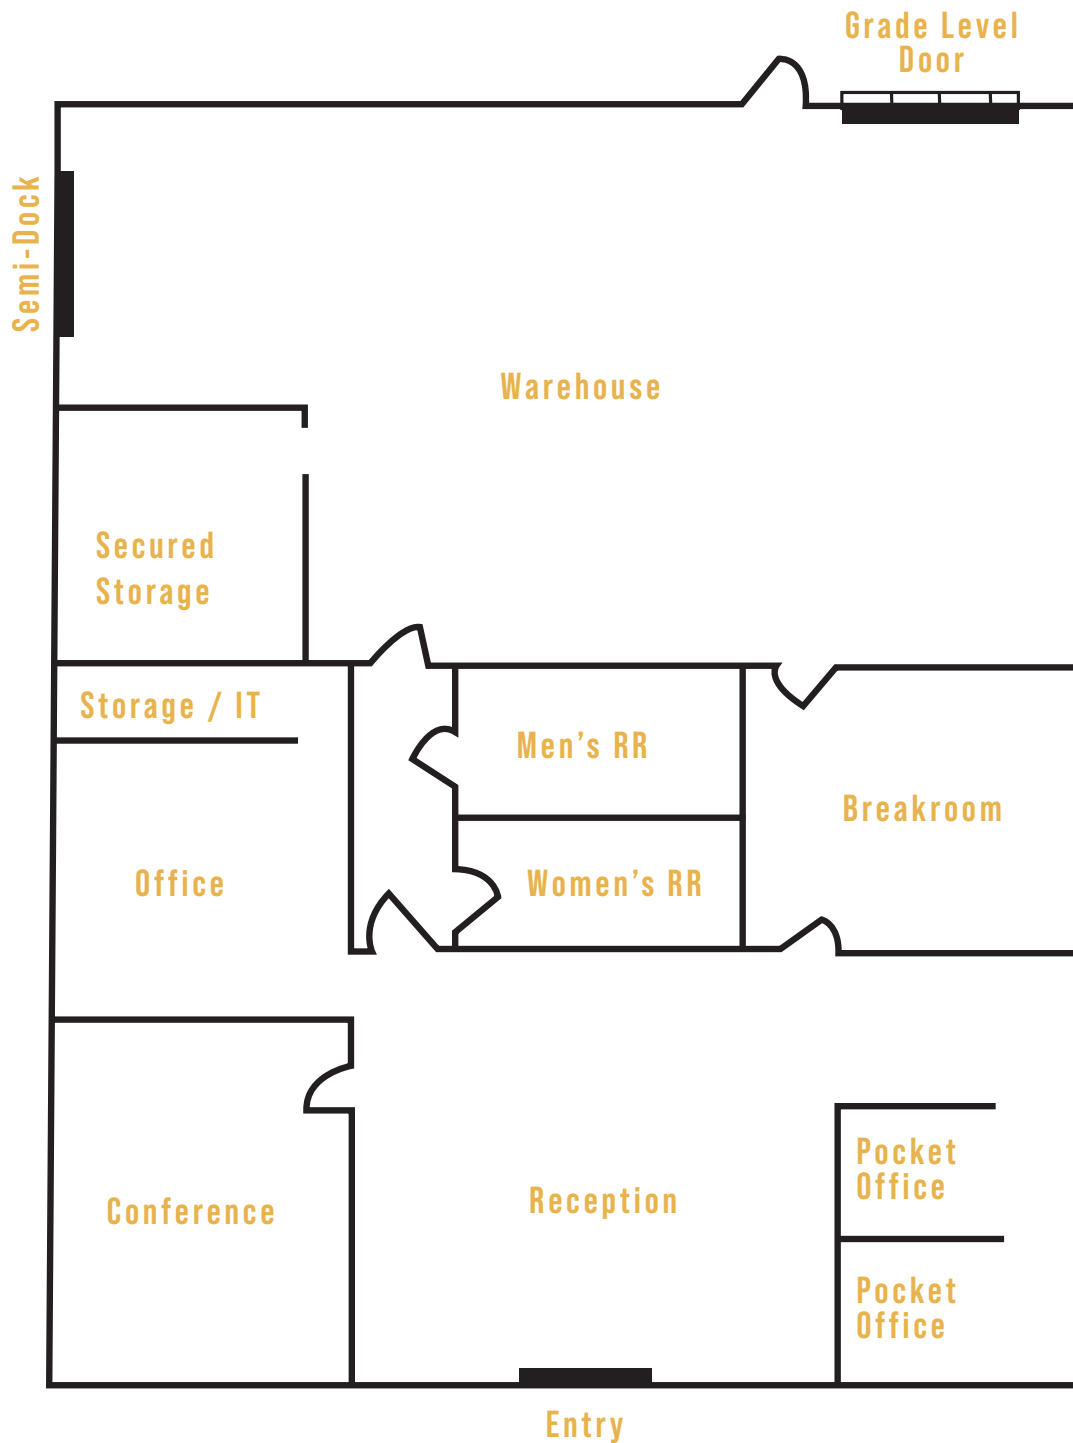 Grade Level
Door
Semi-Dock
Warehouse
Secured
Storage
Storage / IT
Men’s RR
Breakroom
Office
Women’s RR
Pocket
Office
Conference
Reception
Pocket
Office
Entry